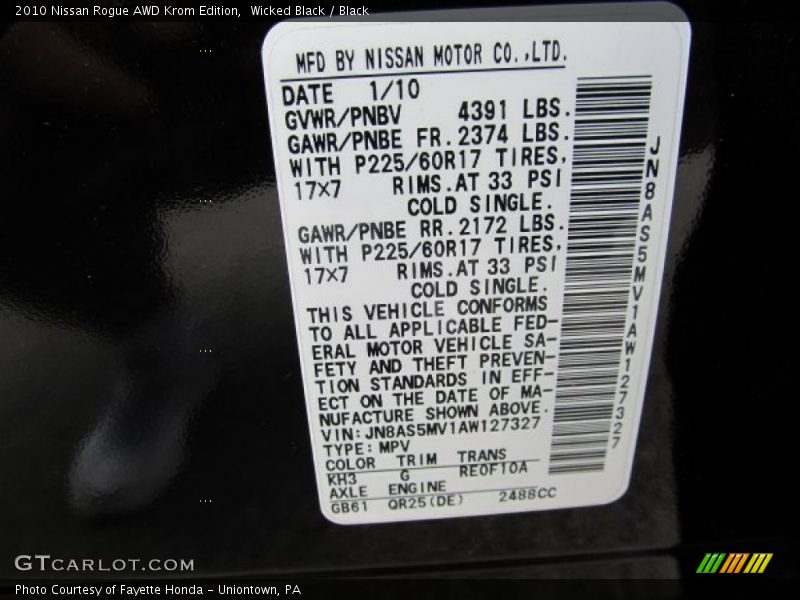 2010 Nissan Rogue AWD Krom Edition,  Wicked Black / Black
MFD BY NISSAN MOTOR CO.,LTD.
DATE 1/10
GVWR/PNBV 4391 LBS.
GAWR/PNBE FR.2374 LBS.
WITH P225/60R17 TIRES,
17×7 RIMS.AT 33 PSI
COLD SINGLE.
GAWR/PNBE RR.2172 LBS.
WITH P225/60R17 TIRES,
17×7 RIMS.AT 33 PSI
COLD SINGLE.
THIS VEHICLE CONFORMS
TO ALL APPLICABLE FED-
ERAL MOTOR VEHICLE SA-
FETY AND THEFT PREVEN-
TION STANDARDS IN EFF-
ECT ON THE DATE OF MA-
NUFACTURE SHOWN ABOVE.
VIN:JN8AS5MV1AW127327
TYPE:MPV
COLOR TRIM TRANS
KH3 G RE0F10A
AXLE ENGINE
GB61 QR25(DE) 2488CC
JN8AS5MV1AW127327
GTCARLOT.COM
Photo Courtesy of Fayette Honda - Uniontown, PA